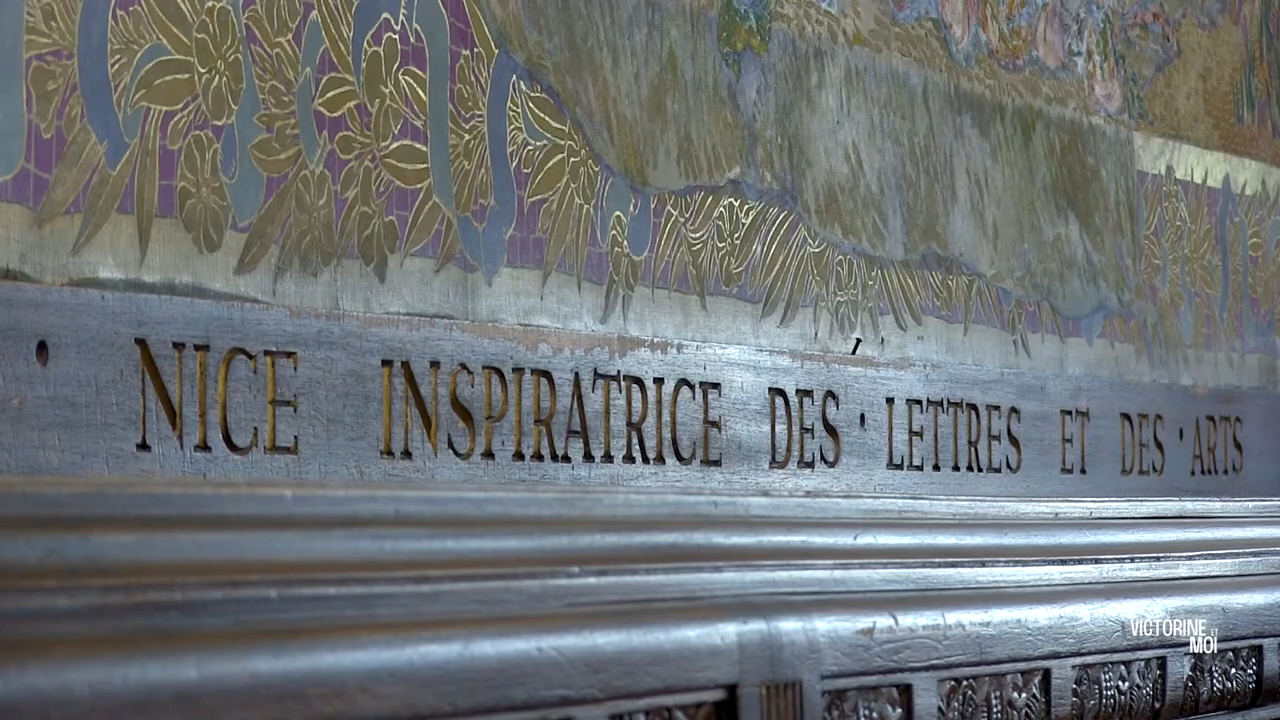 NICE INSPIRATRICE DES · LETTRES ET DES · ARTS
VICTORINE ET
MOI